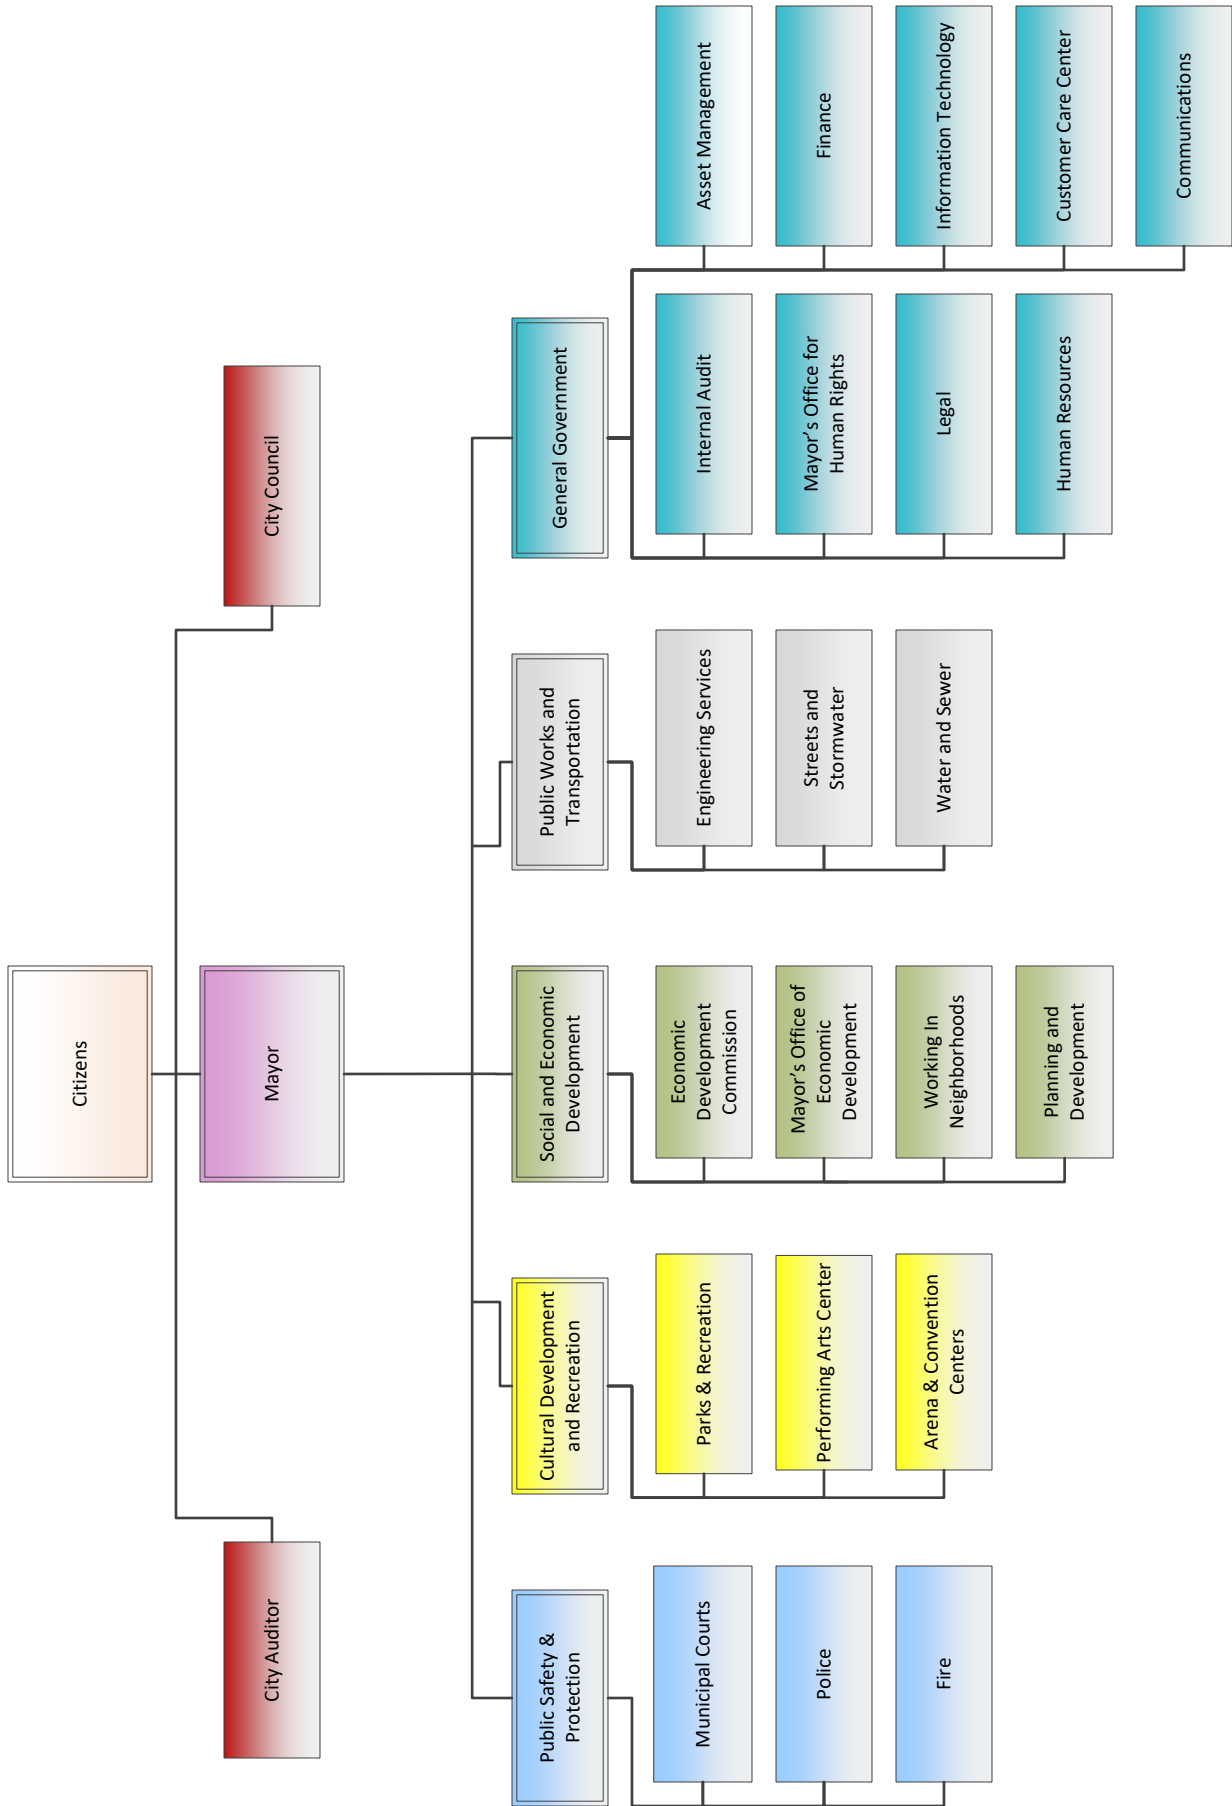 Citizens
City Auditor
Mayor
City Council
Public Safety &
Protection
Municipal Courts
Police
Fire
Cultural Development
and Recreation
Parks & Recreation
Performing Arts Center
Arena & Convention
Centers
Social and Economic
Development
Economic
Development
Commission
Mayor’s Office of
Economic
Development
Working In
Neighborhoods
Planning and
Development
Public Works and
Transportation
Engineering Services
Streets and
Stormwater
Water and Sewer
General Government
Internal Audit
Mayor’s Office for
Human Rights
Legal
Human Resources
Asset Management
Finance
Information Technology
Customer Care Center
Communications